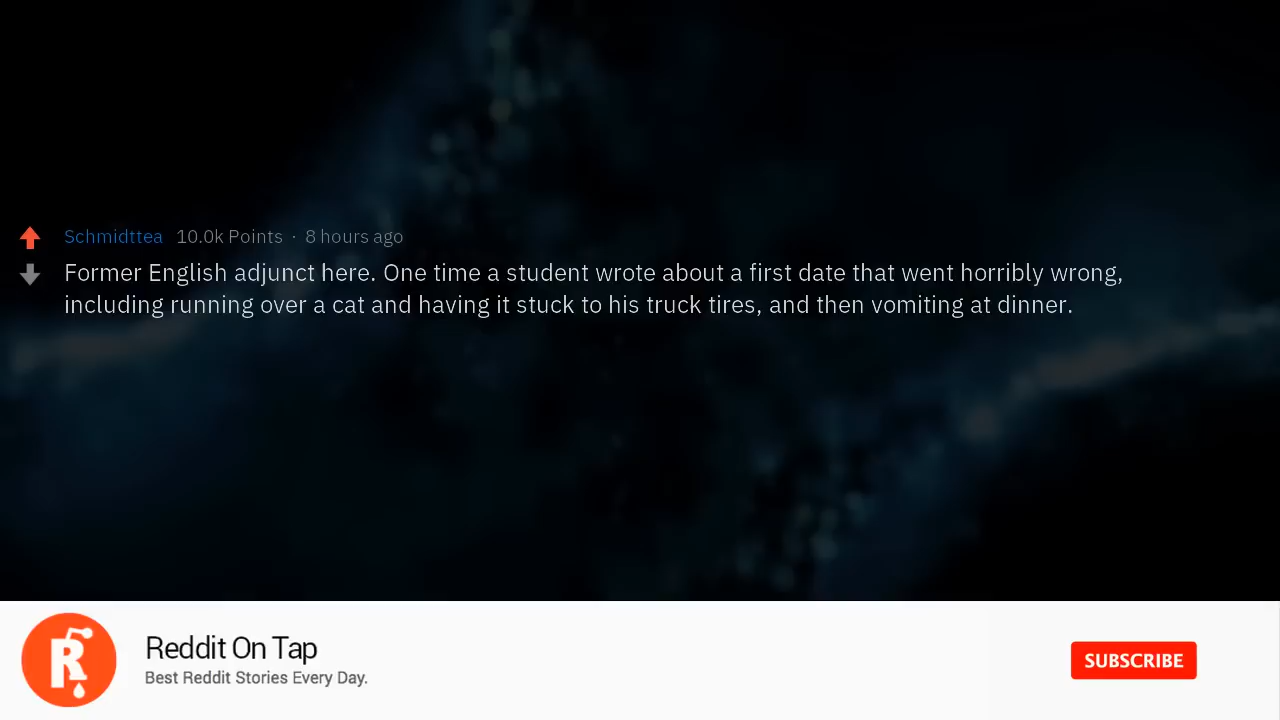 Schmidttea 10.0k Points · 8 hours ago
Former English adjunct here. One time a student wrote about a first date that went horribly wrong,
including running over a cat and having it stuck to his truck tires, and then vomiting at dinner.
Reddit On Tap
Best Reddit Stories Every Day.
SUBSCRIBE